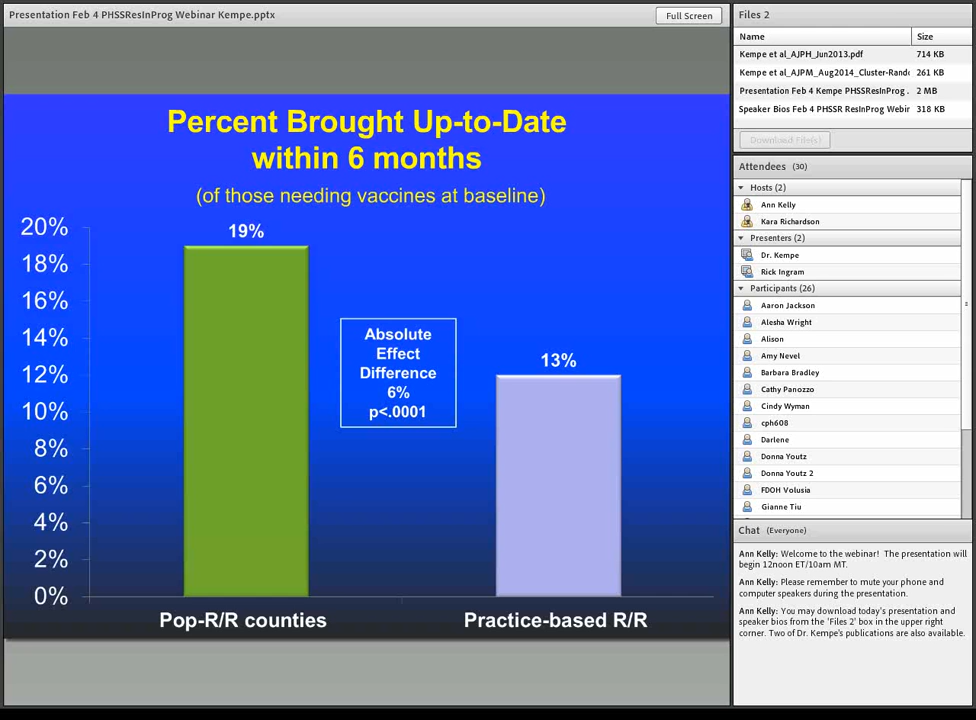 Presentation Feb 4 PHSSResInProg Webinar Kempe.pptx
Full Screen
Percent Brought Up-to-Date
within 6 months
(of those needing vaccines at baseline)
20%
18%
16%
14%
12%
10%
8%
6%
4%
2%
0%
19%
Absolute
Effect
Difference
6%
p<.0001
13%
Pop-R/R counties
Practice-based R/R
Files 2
Name Size
Kempe et al_AJPH_Jun2013.pdf 714 KB
Kempe et al_AJPM_Aug2014_Cluster-Rand 261 KB
Presentation Feb 4 Kempe PHSSResInProg . 2 MB
Speaker Bios Feb 4 PHSSR ResInProg Webir 318 KB
Download File(s)
Attendees (30)
Hosts (2)
Ann Kelly
Kara Richardson
Presenters (2)
Dr. Kempe
Rick Ingram
Participants (26)
Aaron Jackson
Alesha Wright
Alison
Amy Nevel
Barbara Bradley
Cathy Panozzo
Cindy Wyman
cph608
Darlene
Donna Youtz
Donna Youtz 2
FDOH Volusia
Gianne Tiu
Chat (Everyone)
Ann Kelly: Welcome to the webinar! The presentation will
begin 12noon ET/10am MT.
Ann Kelly: Please remember to mute your phone and
computer speakers during the presentation.
Ann Kelly: You may download today's presentation and
speaker bios from the 'Files 2' box in the upper right
corner. Two of Dr. Kempe's publications are also available.